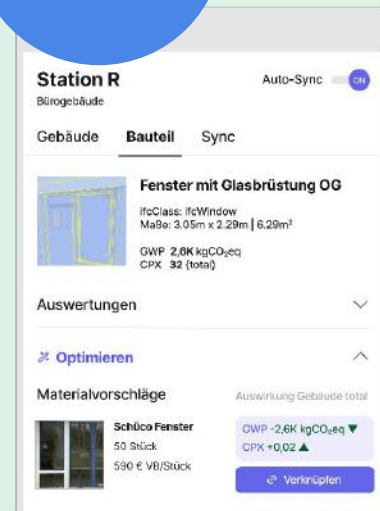 Station R
Auto-Sync ON
Bürogebäude
Gebäude Bauteil Sync
Fenster mit Glasbrüstung OG
ifcClass: ifcWindow
Maße: 3.05m x 2.29m | 6.29m²
GWP 2,6K kgCO₂eq
CPX 32 (total)
Auswertungen
Optimieren
Materialvorschläge
Auswirkung Gebäude total
Schüco Fenster
50 Stück
590 € VB/Stück
GWP -2,6K kgCO₂eq ▼
CPX +0,02 ▲
Verknüpfen